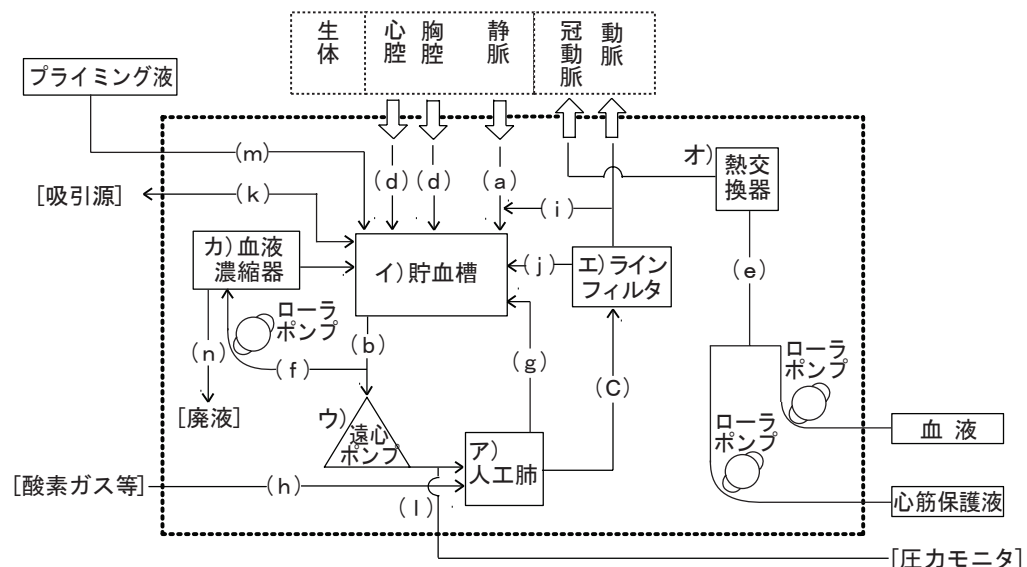 生体
心腔
胸腔
静脈
冠動脈
動脈
プライミング液
(m)
(d)
(d)
(a)
オ)
熱交換器
[吸引源]
(k)
(i)
カ)血液
濃縮器
イ)貯血槽
(j)
エ)ライン
フィルタ
(e)
ローラ
ポンプ
(b)
(n)
(f)
(g)
(C)
ローラ
ポンプ
[廃液]
ウ)
遠心
ポンプ
ア)
人工肺
ローラ
ポンプ
血 液
[酸素ガス等]
(h)
(l)
心筋保護液
[圧力モニタ]